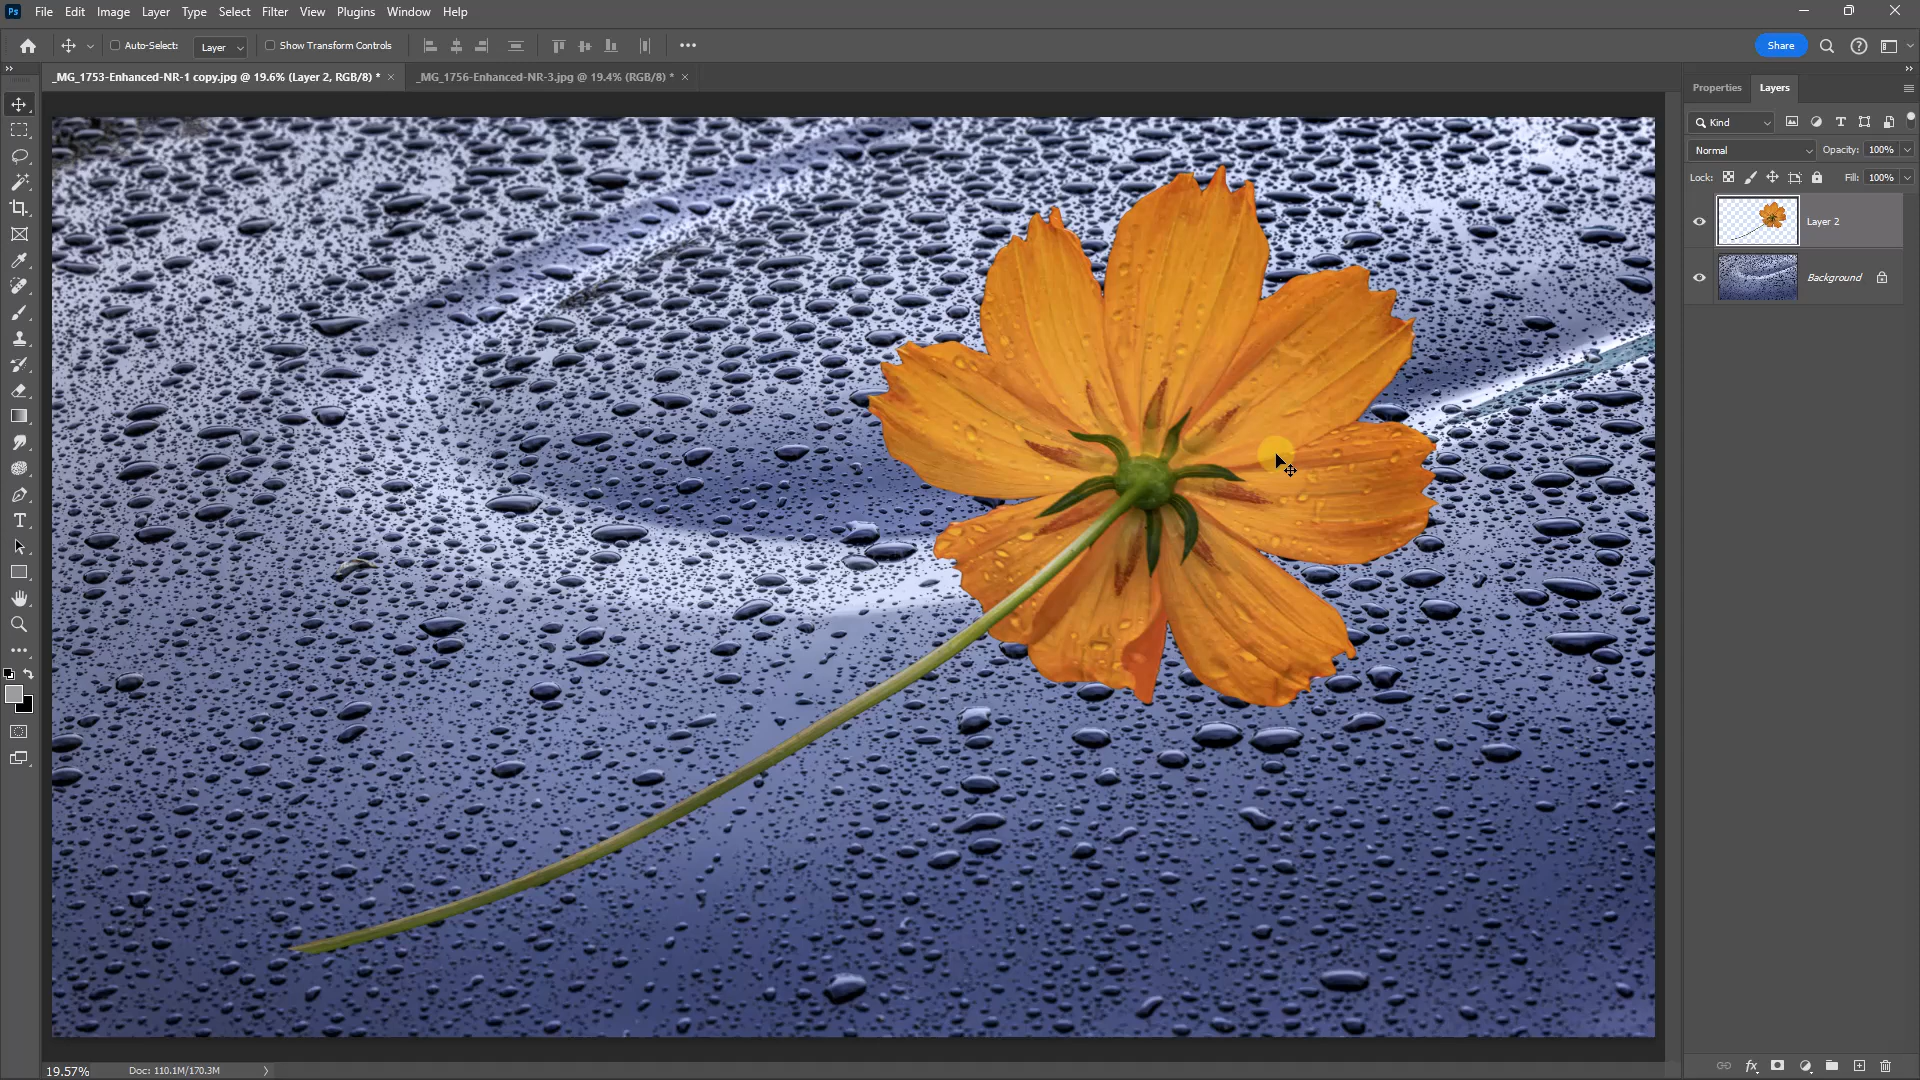 Ps File Edit Image Layer Type Select Filter View Plugins Window Help
Auto-Select: Layer Show Transform Controls Share
_MG_1753-Enhanced-NR-1 copy.jpg @ 19.6% (Layer 2, RGB/8) * _MG_1756-Enhanced-NR-3.jpg @ 19.4% (RGB/8) *
Properties Layers
Kind
Normal Opacity: 100%
Lock: Fill: 100%
Layer 2
Background
19.57% Doc: 110.1M/170.3M